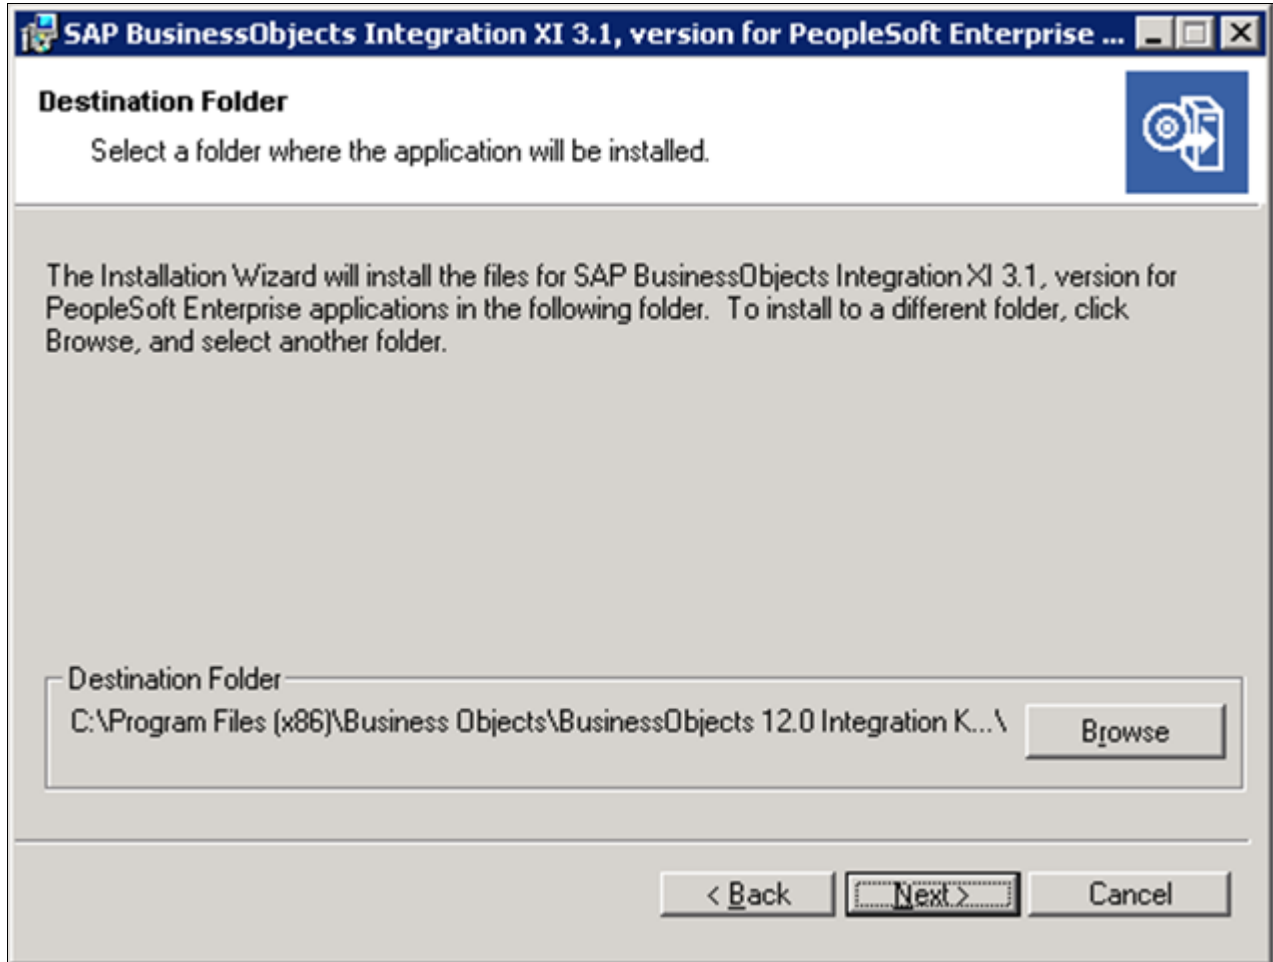 SAP BusinessObjects Integration XI 3.1, version for PeopleSoft Enterprise ...
Destination Folder
Select a folder where the application will be installed.
The Installation Wizard will install the files for SAP BusinessObjects Integration XI 3.1, version for
PeopleSoft Enterprise applications in the following folder.  To install to a different folder, click
Browse, and select another folder.
Destination Folder
C:\Program Files (x86)\Business Objects\BusinessObjects 12.0 Integration K...\
Browse
< Back
Next >
Cancel